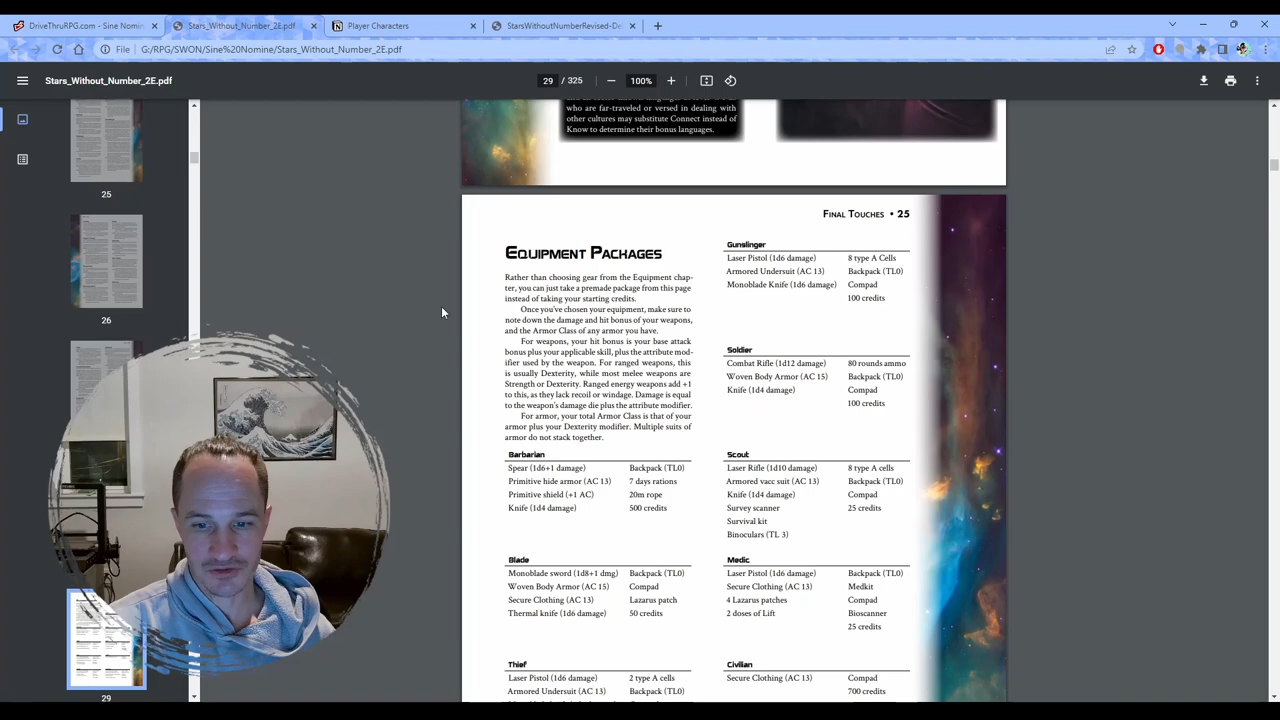 DriveThruRPG.com - Sine Nomin
Stars_Without_Number_2E.pdf
Player Characters
StarsWithoutNumberRevised-De
File
G:/RPG/SWON/Sine%20Nomine/Stars_Without_Number_2E.pdf
Stars_Without_Number_2E.pdf
29 / 325
100%
25
26
29
who are far-traveled or versed in dealing with
other cultures may substitute Connect instead of
Know to determine their bonus languages.
Final Touches • 25
Equipment Packages
Rather than choosing gear from the Equipment chap-
ter, you can just take a premade package from this page
instead of taking your starting credits.
Once you've chosen your equipment, make sure to
note down the damage and hit bonus of your weapons,
and the Armor Class of any armor you have.
For weapons, your hit bonus is your base attack
bonus plus your applicable skill, plus the attribute mod-
ifier used by the weapon. For ranged weapons, this
is usually Dexterity, while most melee weapons are
Strength or Dexterity. Ranged energy weapons add +1
to this, as they lack recoil or windage. Damage is equal
to the weapon's damage die plus the attribute modifier.
For armor, your total Armor Class is that of your
armor plus your Dexterity modifier. Multiple suits of
armor do not stack together.
Barbarian
Spear (1d6+1 damage) Backpack (TL0)
Primitive hide armor (AC 13) 7 days rations
Primitive shield (+1 AC) 20m rope
Knife (1d4 damage) 500 credits
Blade
Monoblade sword (1d8+1 dmg) Backpack (TL0)
Woven Body Armor (AC 15) Compad
Secure Clothing (AC 13) Lazarus patch
Thermal knife (1d6 damage) 50 credits
Thief
Laser Pistol (1d6 damage) 2 type A cells
Armored Undersuit (AC 13) Backpack (TL0)
Gunslinger
Laser Pistol (1d6 damage) 8 type A Cells
Armored Undersuit (AC 13) Backpack (TL0)
Monoblade Knife (1d6 damage) Compad
100 credits
Soldier
Combat Rifle (1d12 damage) 80 rounds ammo
Woven Body Armor (AC 15) Backpack (TL0)
Knife (1d4 damage) Compad
100 credits
Scout
Laser Rifle (1d10 damage) 8 type A cells
Armored vacc suit (AC 13) Backpack (TL0)
Knife (1d4 damage) Compad
Survey scanner 25 credits
Survival kit
Binoculars (TL 3)
Medic
Laser Pistol (1d6 damage) Backpack (TL0)
Secure Clothing (AC 13) Medkit
4 Lazarus patches Compad
2 doses of Lift Bioscanner
25 credits
Civilian
Secure Clothing (AC 13) Compad
700 credits